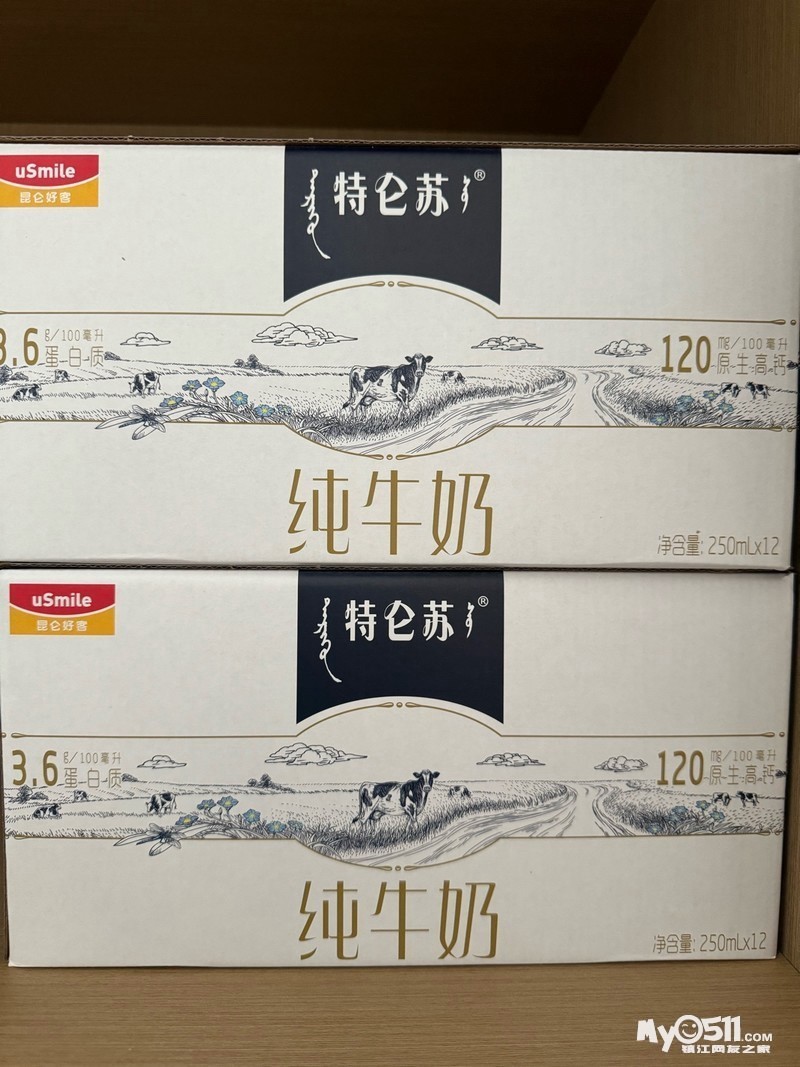 uSmile
昆仑好客
特仑苏®
3.6 g/100毫升
蛋白质
120 mg/100毫升
原生高钙
纯牛奶
净含量: 250mLx12
uSmile
昆仑好客
特仑苏®
3.6 g/100毫升
蛋白质
120 mg/100毫升
原生高钙
纯牛奶
净含量: 250mLx12
My0511.COM
镇江网友之家